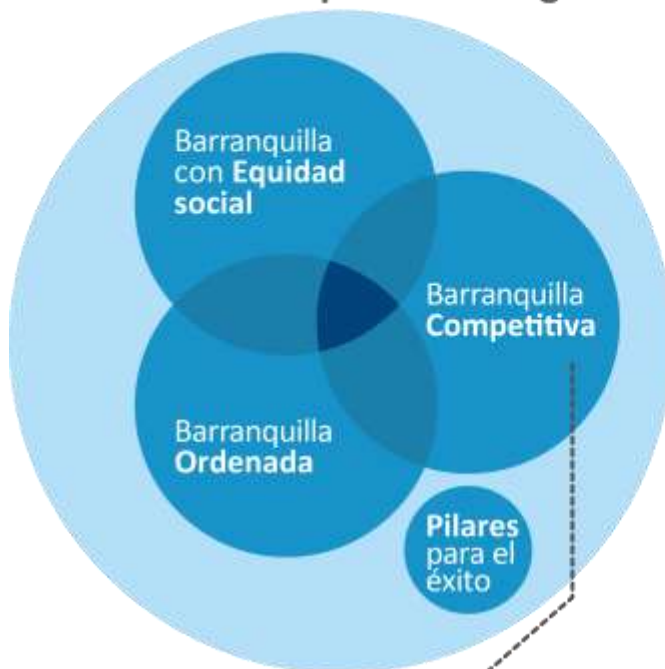 Barranquilla
con Equidad
social
Barranquilla
Competitiva
Barranquilla
Ordenada
Pilares
para el
éxito